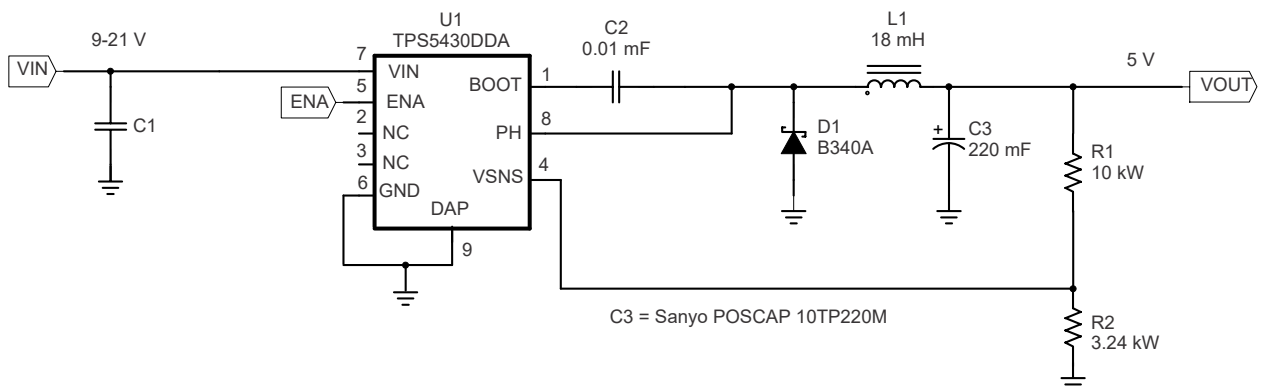 U1
TPS5430DDA
9-21 V
VIN
C1
ENA
7
5
2
3
6
VIN
ENA
NC
NC
GND
BOOT
PH
VSNS
DAP
1
8
4
9
C2
0.01 mF
L1
18 mH
5 V
VOUT
D1
B340A
+
C3
220 mF
R1
10 kW
C3 = Sanyo POSCAP 10TP220M
R2
3.24 kW